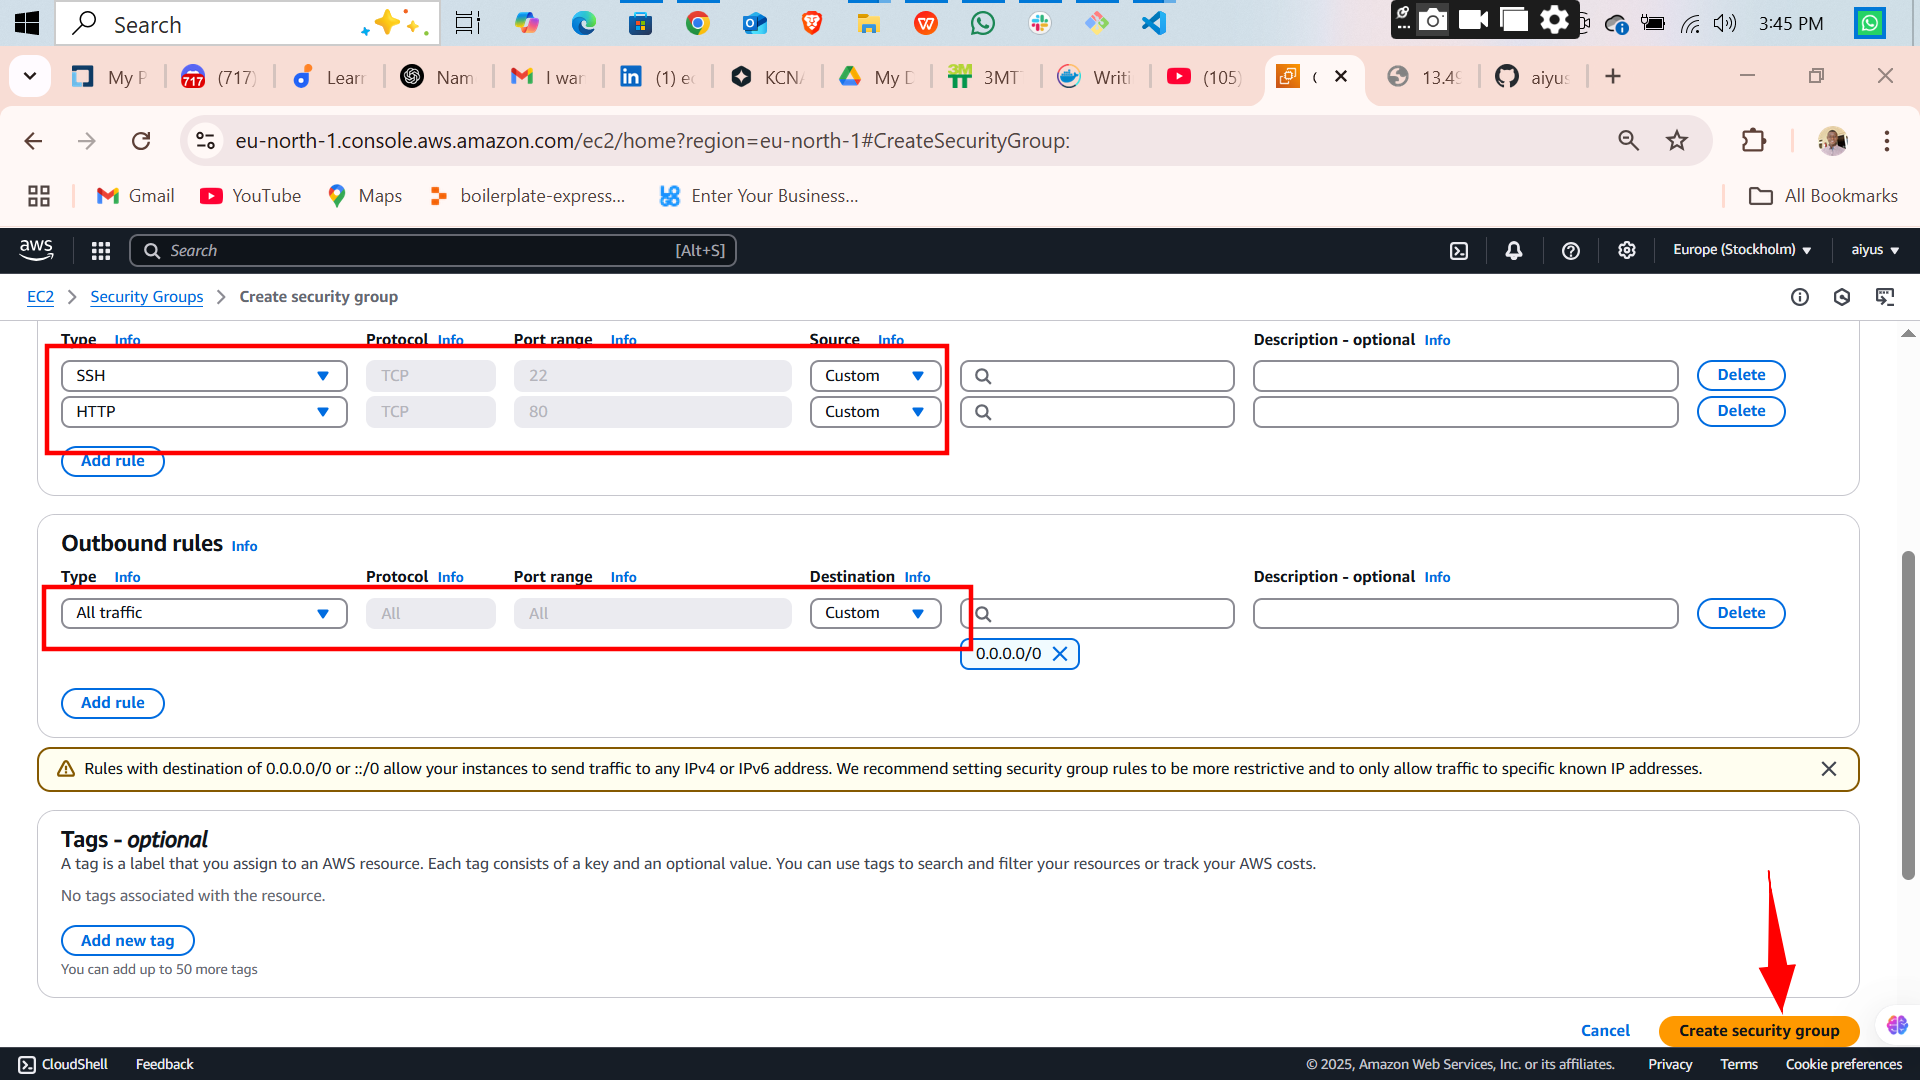 Search
3:45 PM
My P
(717)
Learr
Nam
I war
(1) ec
KCN
My D
3MT
Writi
(105)
13.49
aiyus
eu-north-1.console.aws.amazon.com/ec2/home?region=eu-north-1#CreateSecurityGroup:
Gmail
YouTube
Maps
boilerplate-express...
Enter Your Business...
All Bookmarks
aws
Search
[Alt+S]
Europe (Stockholm)
aiyus
EC2 > Security Groups > Create security group
Type Info Protocol Info Port range Info Source Info Description - optional Info
SSH TCP 22 Custom Delete
HTTP TCP 80 Custom Delete
Add rule
Outbound rules Info
Type Info Protocol Info Port range Info Destination Info Description - optional Info
All traffic All All Custom Delete
0.0.0.0/0
Add rule
Rules with destination of 0.0.0.0/0 or ::/0 allow your instances to send traffic to any IPv4 or IPv6 address. We recommend setting security group rules to be more restrictive and to only allow traffic to specific known IP addresses.
Tags - optional
A tag is a label that you assign to an AWS resource. Each tag consists of a key and an optional value. You can use tags to search and filter your resources or track your AWS costs.
No tags associated with the resource.
Add new tag
You can add up to 50 more tags
Cancel
Create security group
CloudShell Feedback © 2025, Amazon Web Services, Inc. or its affiliates. Privacy Terms Cookie preferences